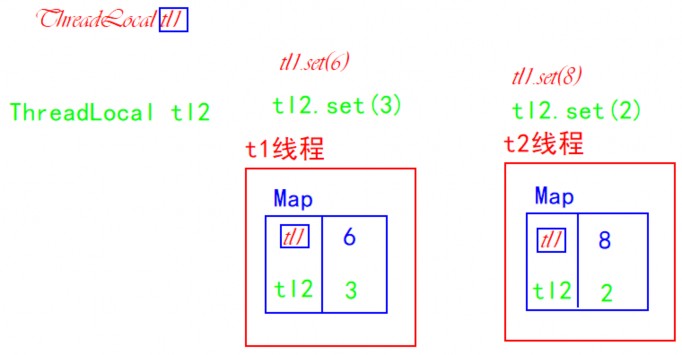 ThreadLocal tl1
ThreadLocal tl2
tl1.set(6)
tl2.set(3)
t1线程
Map
tl1 6
tl2 3
tl1.set(8)
tl2.set(2)
t2线程
Map
tl1 8
tl2 2